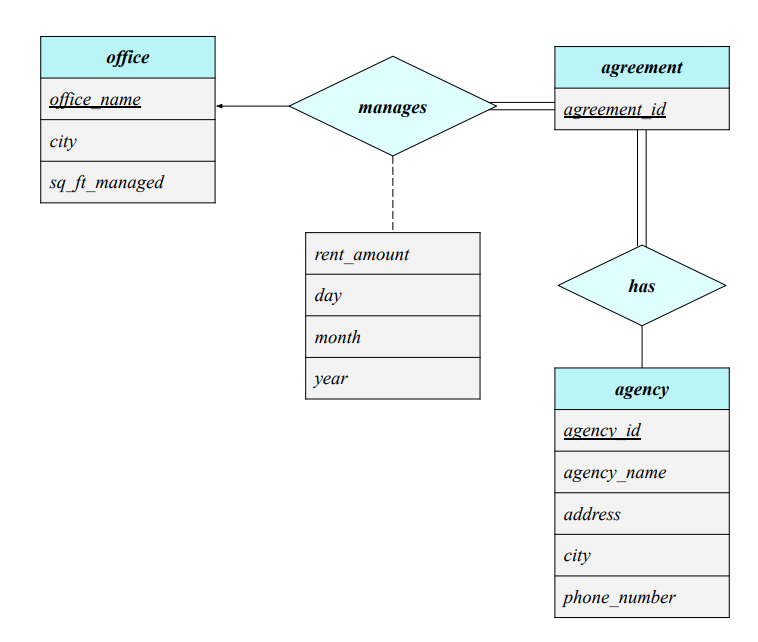 office
office_name
city
sq_ft_managed
manages
rent_amount
day
month
year
agreement
agreement_id
has
agency
agency_id
agency_name
address
city
phone_number